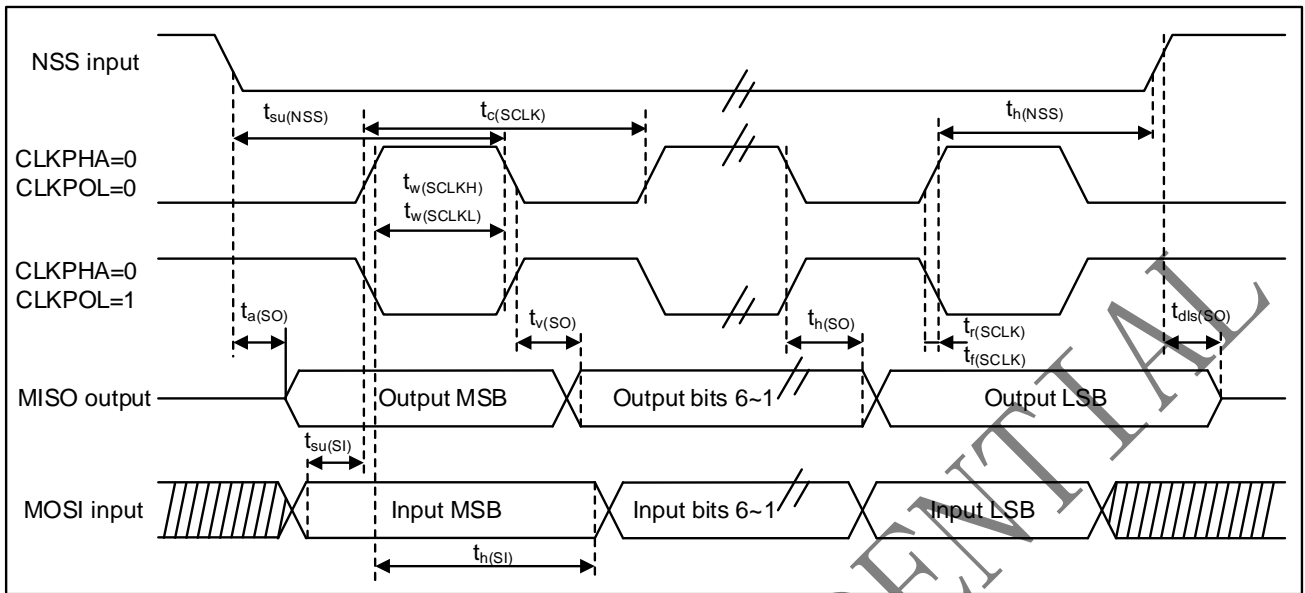 NSS input
tsu(NSS)
tc(SCLK)
th(NSS)
CLKPHA=0
CLKPOL=0
tw(SCLKH)
tw(SCLKL)
CLKPHA=0
CLKPOL=1
ta(SO)
tv(SO)
th(SO)
tr(SCLK)
tf(SCLK)
tdls(SO)
MISO output
Output MSB
Output bits 6~1
Output LSB
tsu(SI)
MOSI input
Input MSB
Input bits 6~1
Input LSB
th(SI)
ENTIAL